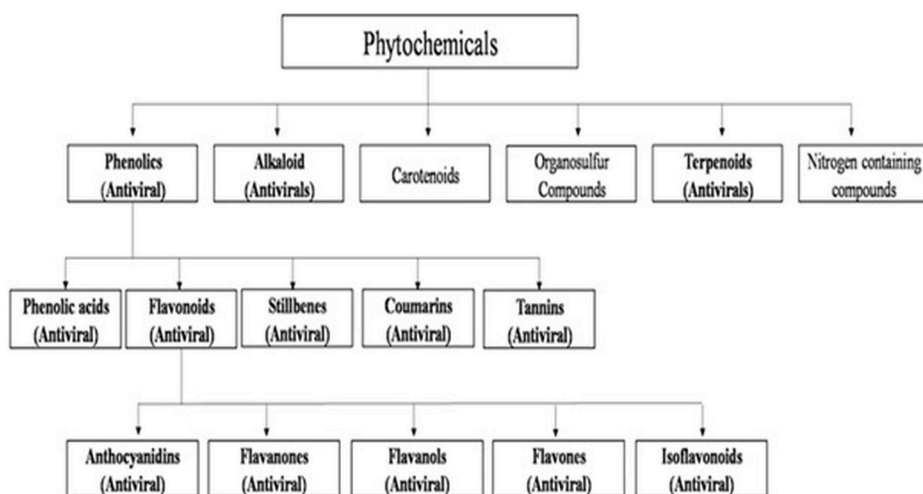 Phytochemicals
Phenolics
(Antiviral)
Alkaloid
(Antivirals)
Carotenoids
Organosulfur
Compounds
Terpenoids
(Antivirals)
Nitrogen containing
compounds
Phenolic acids
(Antiviral)
Flavonoids
(Antiviral)
Stillbenes
(Antiviral)
Coumarins
(Antiviral)
Tannins
(Antiviral)
Anthocyanidins
(Antiviral)
Flavanones
(Antiviral)
Flavanols
(Antiviral)
Flavones
(Antiviral)
Isoflavonoids
(Antiviral)